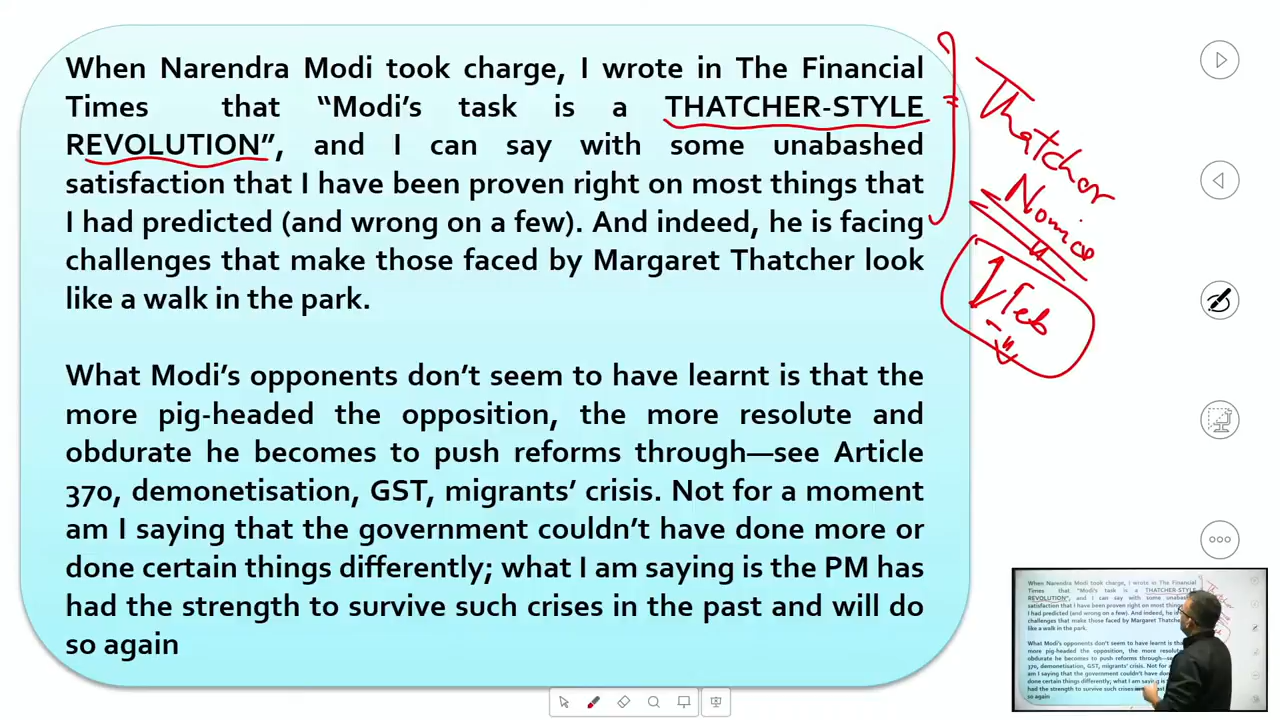 When Narendra Modi took charge, I wrote in The Financial
Times that “Modi’s task is a THATCHER-STYLE
REVOLUTION”, and I can say with some unabashed
satisfaction that I have been proven right on most things that
I had predicted (and wrong on a few). And indeed, he is facing
challenges that make those faced by Margaret Thatcher look
like a walk in the park.
What Modi’s opponents don’t seem to have learnt is that the
more pig-headed the opposition, the more resolute and
obdurate he becomes to push reforms through—see Article
370, demonetisation, GST, migrants’ crisis. Not for a moment
am I saying that the government couldn’t have done more or
done certain things differently; what I am saying is the PM has
had the strength to survive such crises in the past and will do
so again
Thatcher
Nomics